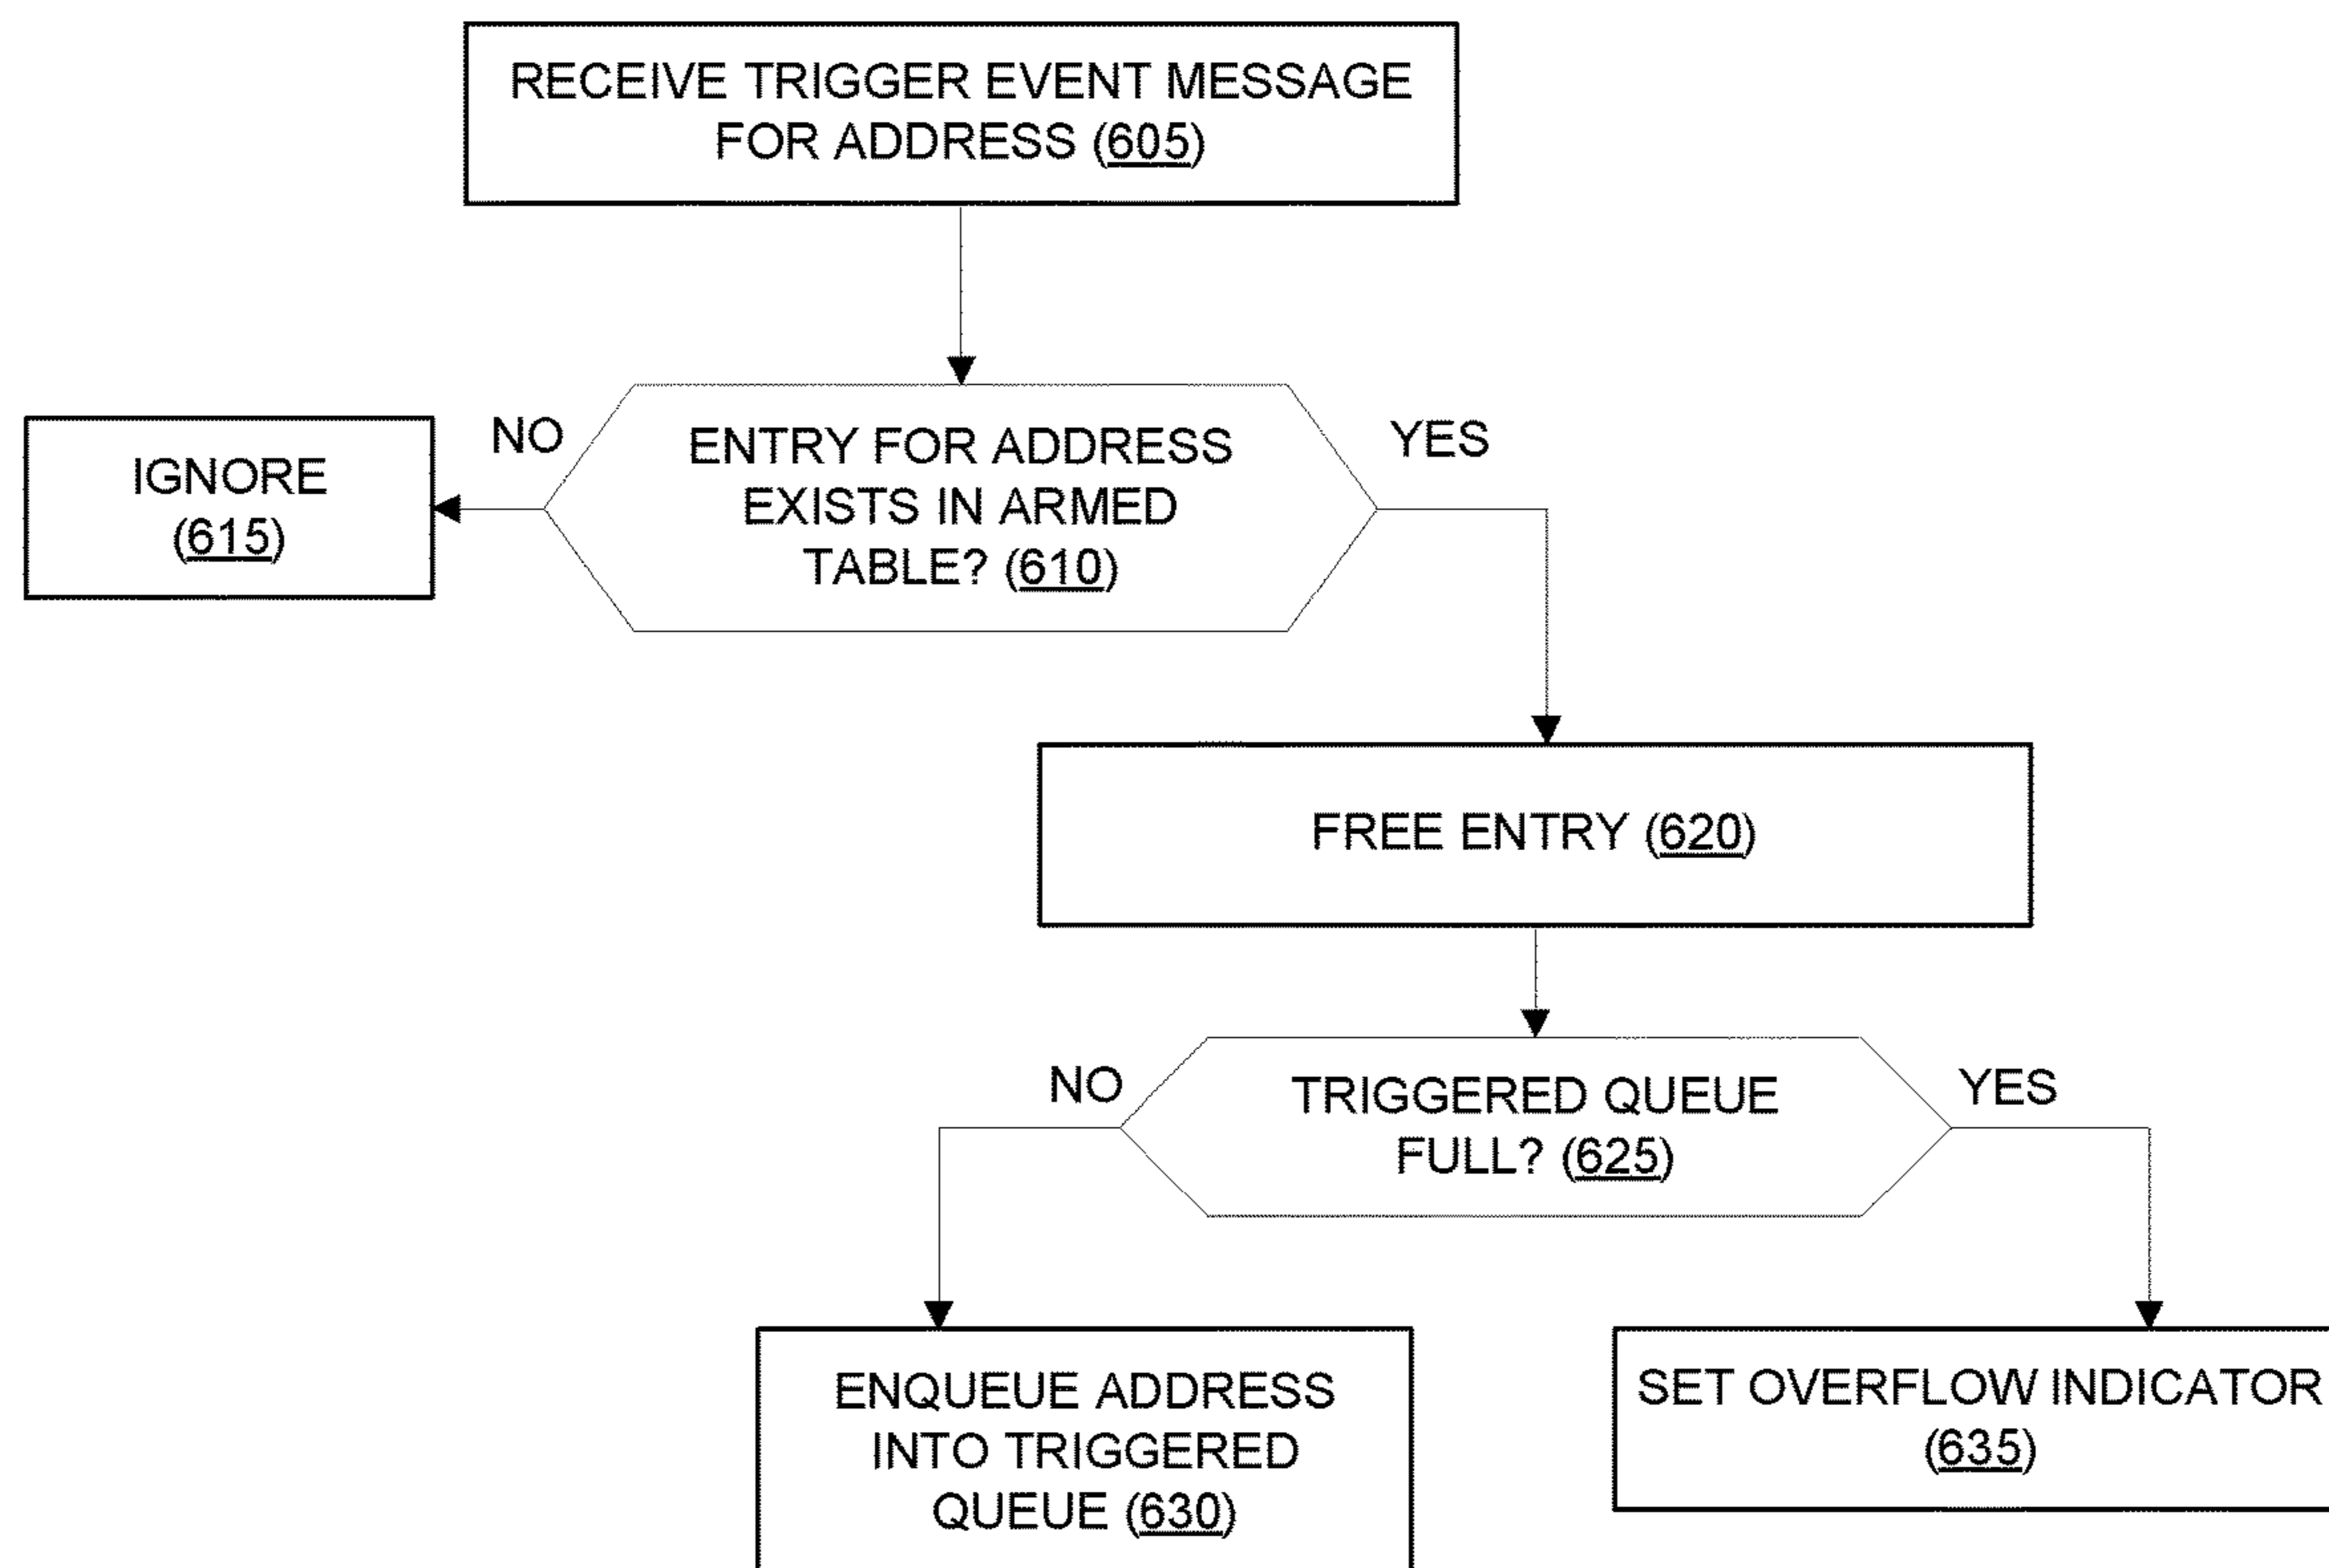 RECEIVE TRIGGER EVENT MESSAGE
FOR ADDRESS (605)
NO
ENTRY FOR ADDRESS
EXISTS IN ARMED
TABLE? (610)
YES
IGNORE
(615)
FREE ENTRY (620)
NO
TRIGGERED QUEUE
FULL? (625)
YES
ENQUEUE ADDRESS
INTO TRIGGERED
QUEUE (630)
SET OVERFLOW INDICATOR
(635)